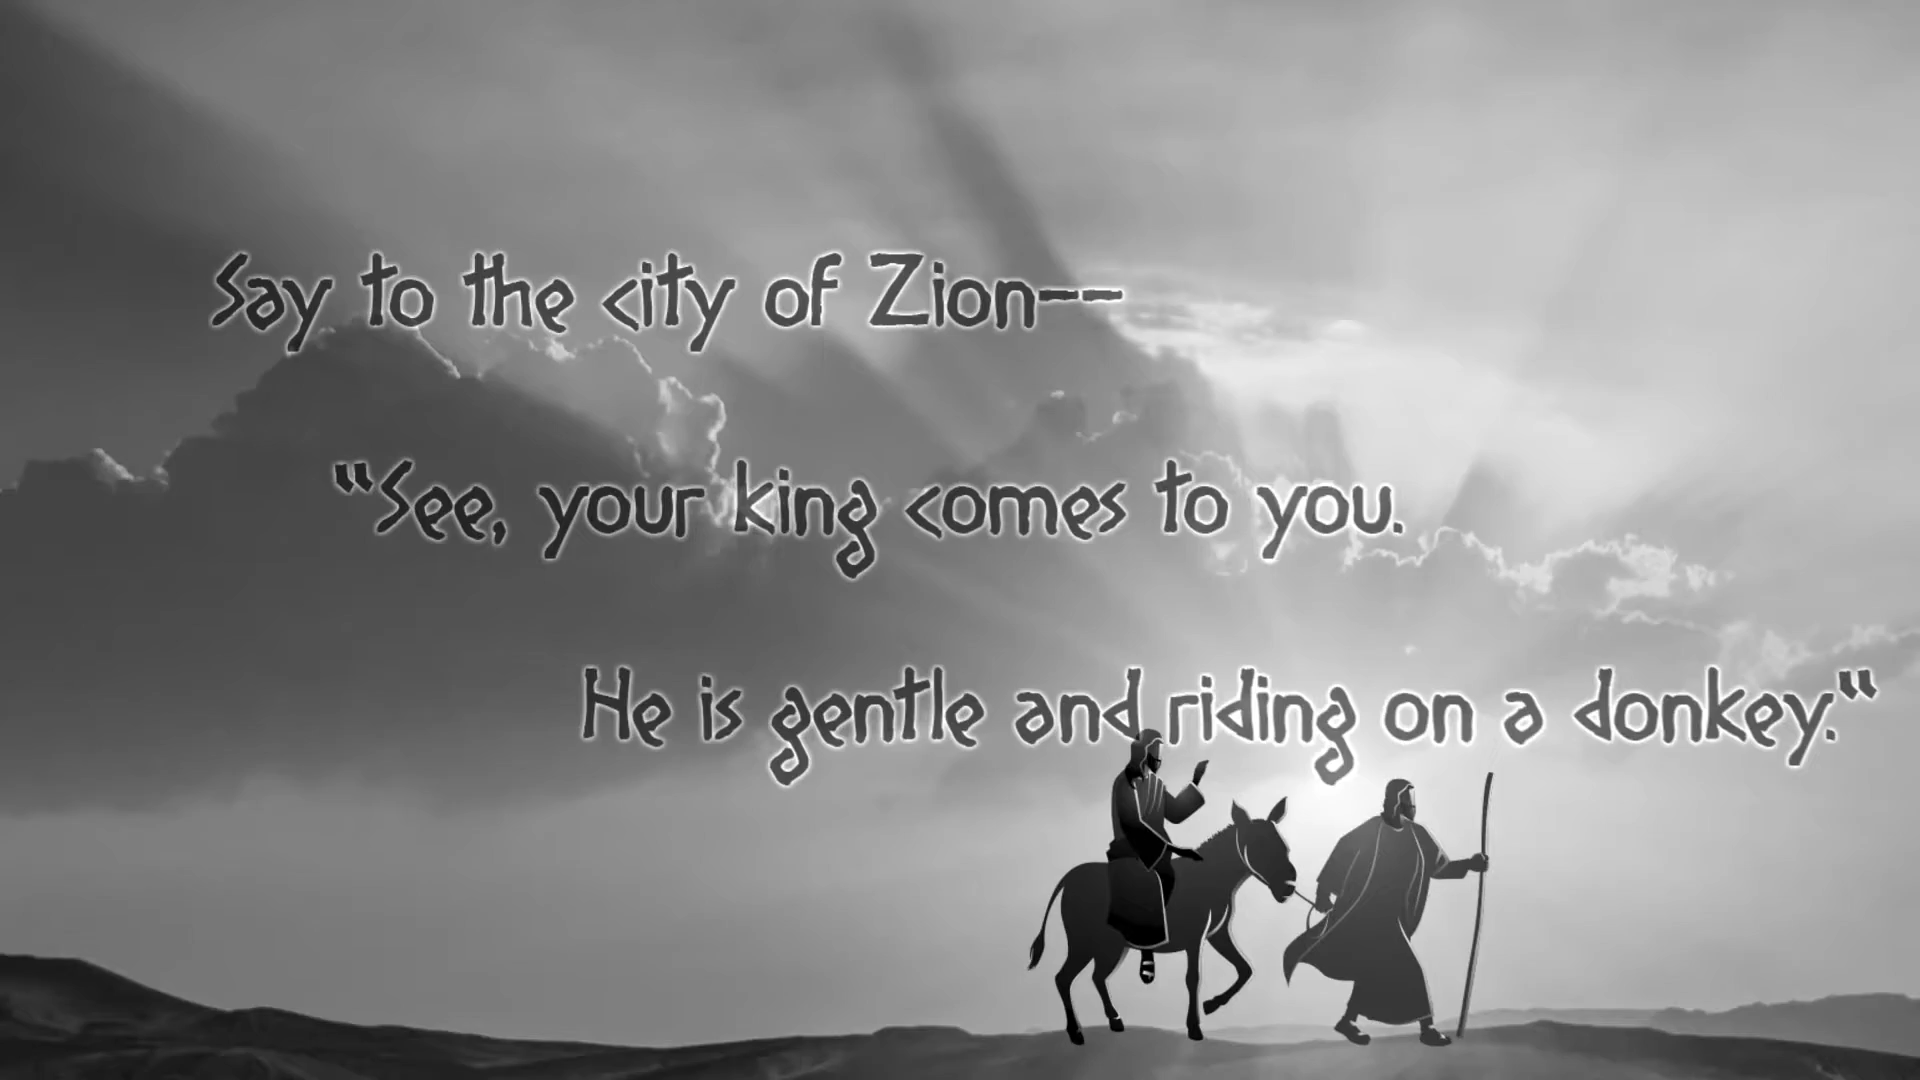 Say to the city of Zion--
"See, your king comes to you.
He is gentle and riding on a donkey."